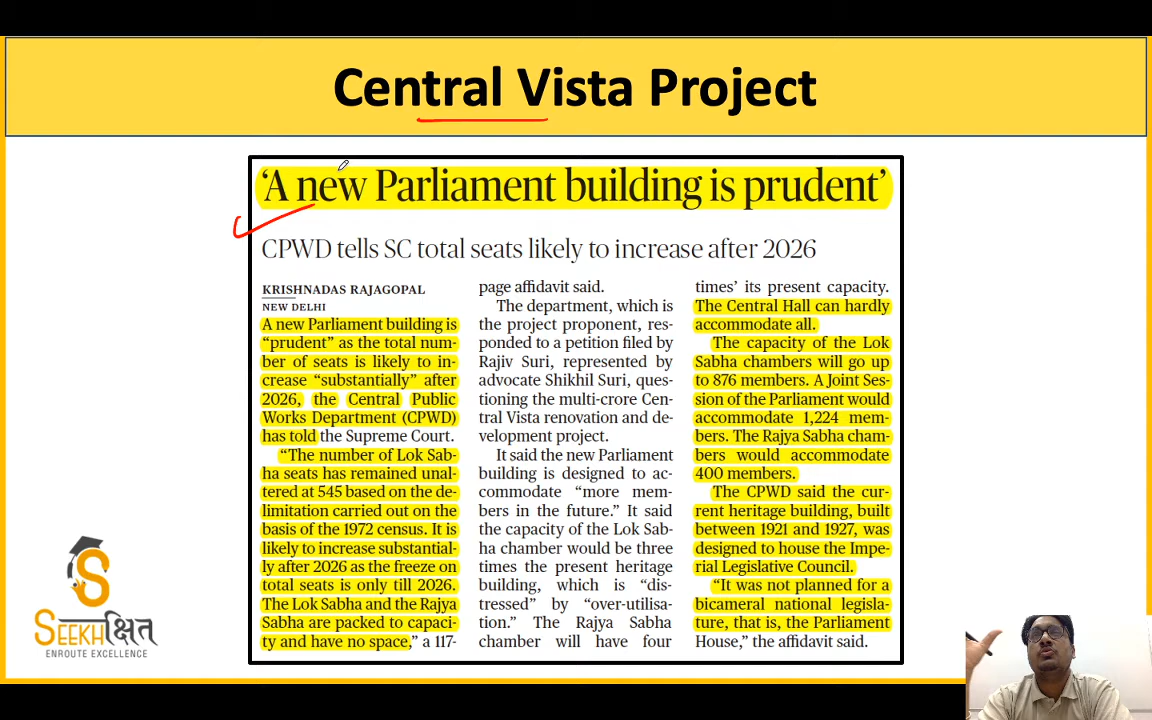 Central Vista Project
‘A new Parliament building is prudent’
CPWD tells SC total seats likely to increase after 2026
KRISHNADAS RAJAGOPAL
NEW DELHI
A new Parliament building is
“prudent” as the total num-
ber of seats is likely to in-
crease “substantially” after
2026, the Central Public
Works Department (CPWD)
has told the Supreme Court.
“The number of Lok Sab-
ha seats has remained unal-
tered at 545 based on the de-
limitation carried out on the
basis of the 1972 census. It is
likely to increase substantial-
ly after 2026 as the freeze on
total seats is only till 2026.
The Lok Sabha and the Rajya
Sabha are packed to capaci-
ty and have no space,” a 117-
page affidavit said.
The department, which is
the project proponent, res-
ponded to a petition filed by
Rajiv Suri, represented by
advocate Shikhil Suri, ques-
tioning the multi-crore Cen-
tral Vista renovation and de-
velopment project.
It said the new Parliament
building is designed to ac-
commodate “more mem-
bers in the future.” It said
the capacity of the Lok Sab-
ha chamber would be three
times the present heritage
building, which is “dis-
tressed” by “over-utilisa-
tion.” The Rajya Sabha
chamber will have four
times’ its present capacity.
The Central Hall can hardly
accommodate all.
The capacity of the Lok
Sabha chambers will go up
to 876 members. A Joint Ses-
sion of the Parliament would
accommodate 1,224 mem-
bers. The Rajya Sabha cham-
bers would accommodate
400 members.
The CPWD said the cur-
rent heritage building, built
between 1921 and 1927, was
designed to house the Impe-
rial Legislative Council.
“It was not planned for a
bicameral national legisla-
ture, that is, the Parliament
House,” the affidavit said.
SEEKHक्षित
ENROUTE EXCELLENCE